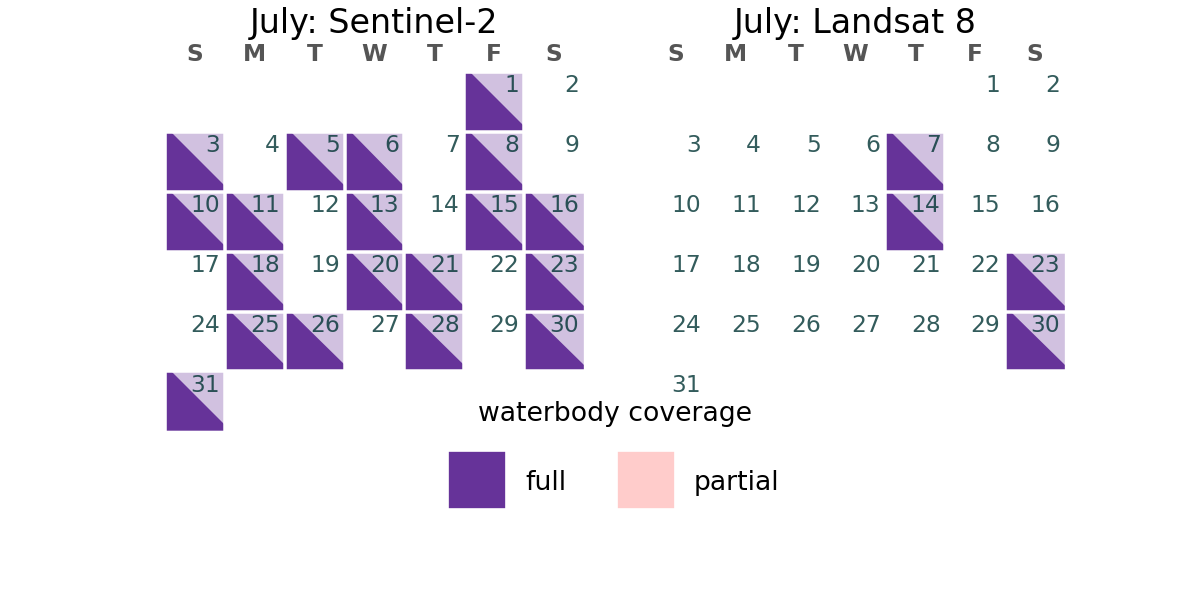 July: Sentinel-2
S M T W T F S
1 2
3 4 5 6 7 8 9
10 11 12 13 14 15 16
17 18 19 20 21 22 23
24 25 26 27 28 29 30
31
July: Landsat 8
S M T W T F S
1 2
3 4 5 6 7 8 9
10 11 12 13 14 15 16
17 18 19 20 21 22 23
24 25 26 27 28 29 30
31
waterbody coverage
full partial